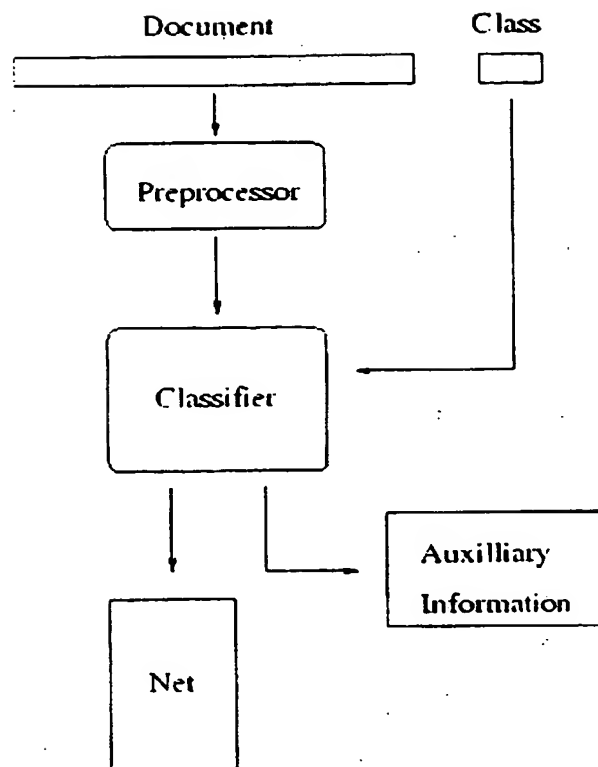 Document
Class
Preprocessor
Classifier
Auxilliary
Information
Net